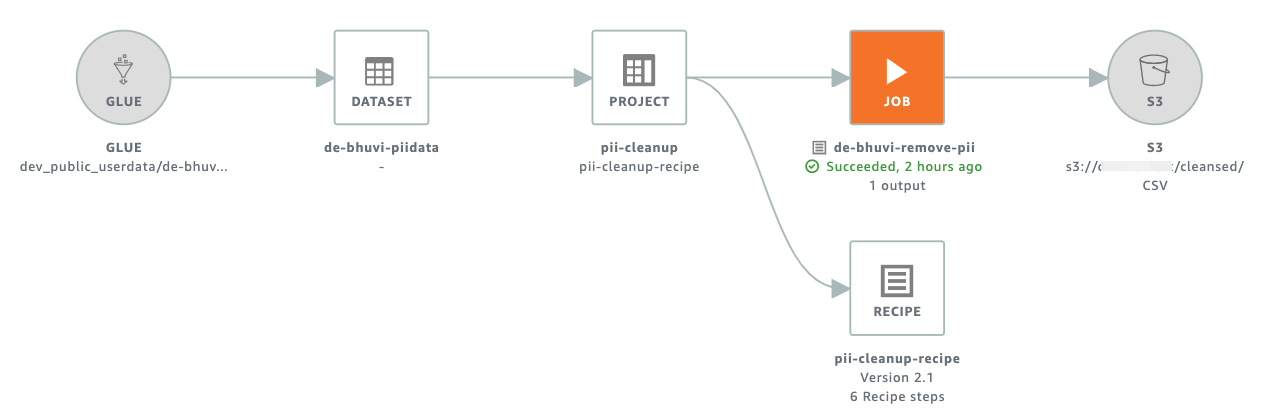 GLUE
GLUE
dev_public_userdata/de-bhuv...
DATASET
de-bhuvi-piidata
-
PROJECT
pii-cleanup
pii-cleanup-recipe
JOB
de-bhuvi-remove-pii
Succeeded, 2 hours ago
1 output
S3
S3
/cleansed/
CSV
RECIPE
pii-cleanup-recipe
Version 2.1
6 Recipe steps